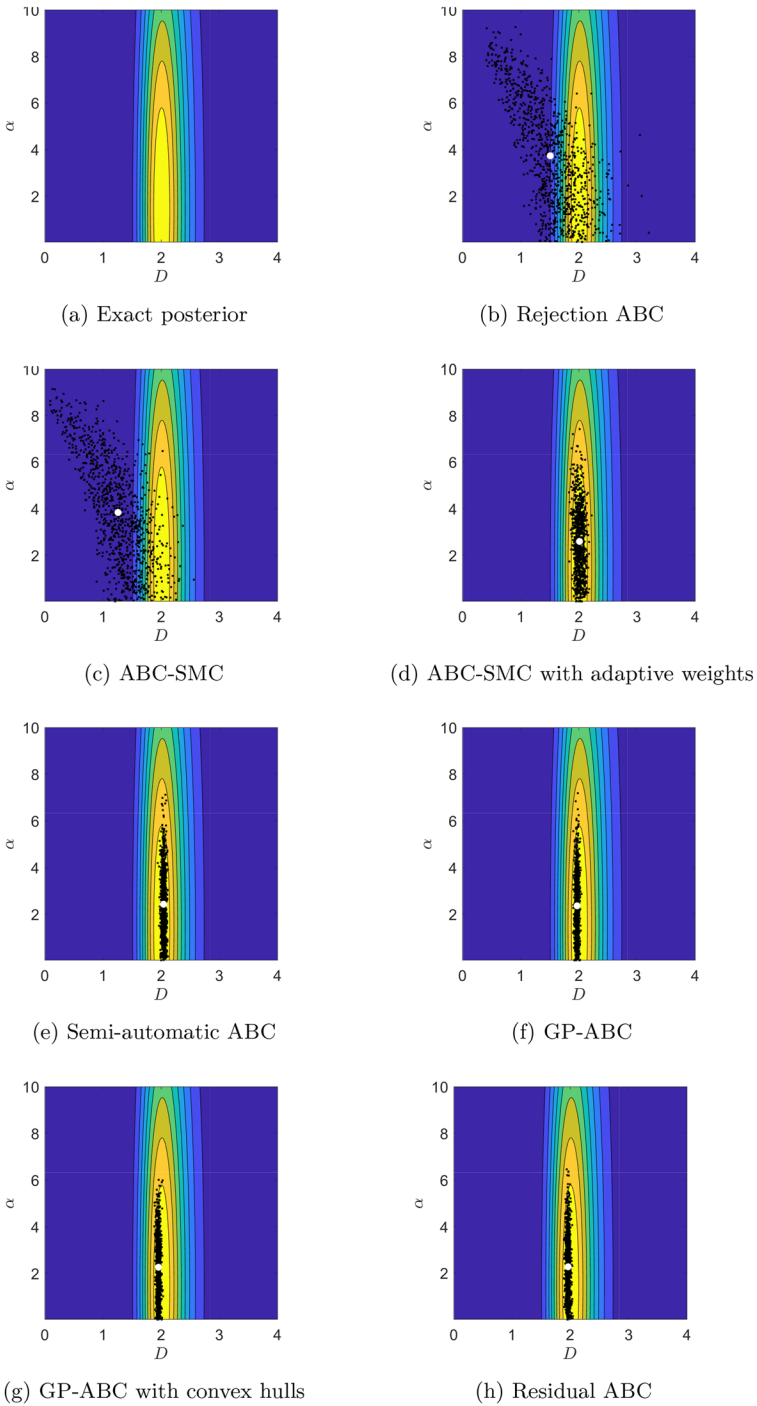 10
8
6
4
2
α
0 1 2 3 4
D
(a) Exact posterior
10
8
6
4
2
α
0 1 2 3 4
D
(b) Rejection ABC
10
8
6
4
2
α
0 1 2 3 4
D
(c) ABC-SMC
10
8
6
4
2
α
0 1 2 3 4
D
(d) ABC-SMC with adaptive weights
10
8
6
4
2
α
0 1 2 3 4
D
(e) Semi-automatic ABC
10
8
6
4
2
α
0 1 2 3 4
D
(f) GP-ABC
10
8
6
4
2
α
0 1 2 3 4
D
(g) GP-ABC with convex hulls
10
8
6
4
2
α
0 1 2 3 4
D
(h) Residual ABC